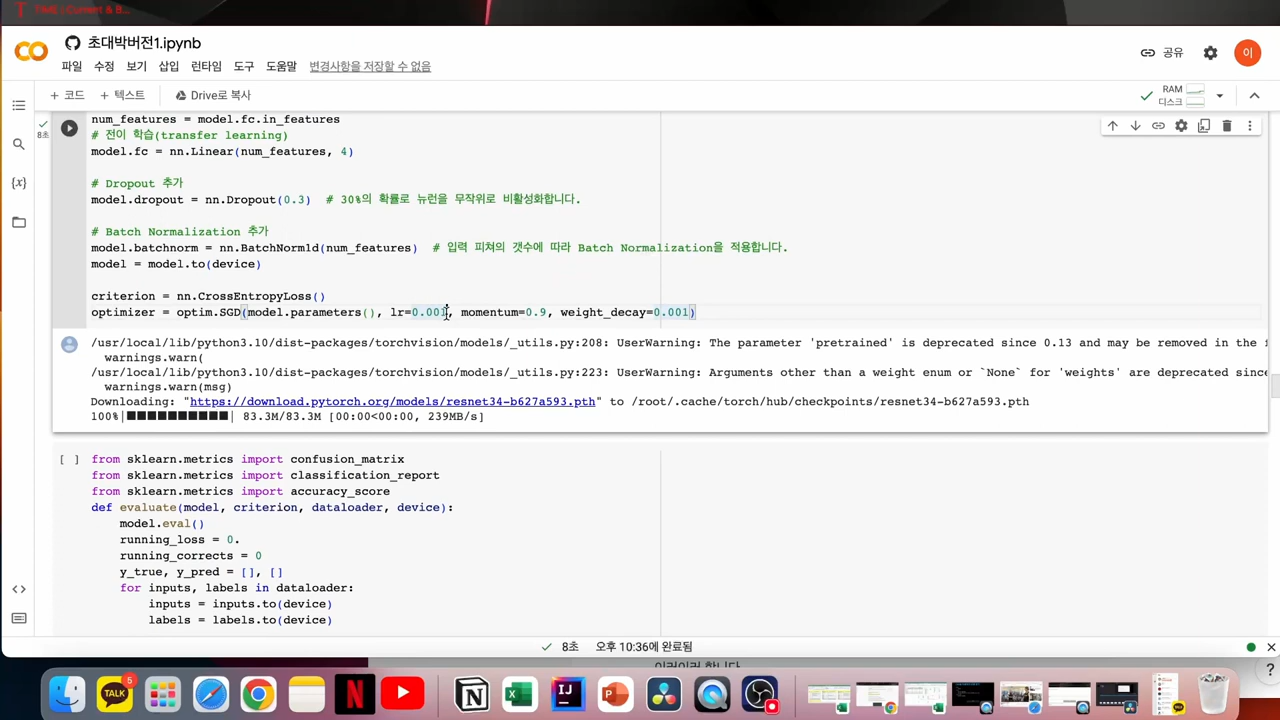 초대박버전1.ipynb
파일 수정 보기 삽입 런타임 도구 도움말 변경사항을 저장할 수 없음
공유
이
+ 코드 + 텍스트 Drive로 복사
RAM
디스크
8초
num_features = model.fc.in_features
# 전이 학습(transfer learning)
model.fc = nn.Linear(num_features, 4)
# Dropout 추가
model.dropout = nn.Dropout(0.3)  # 30%의 확률로 뉴런을 무작위로 비활성화합니다.
# Batch Normalization 추가
model.batchnorm = nn.BatchNorm1d(num_features)  # 입력 피쳐의 갯수에 따라 Batch Normalization을 적용합니다.
model = model.to(device)
criterion = nn.CrossEntropyLoss()
optimizer = optim.SGD(model.parameters(), lr=0.001, momentum=0.9, weight_decay=0.001)
/usr/local/lib/python3.10/dist-packages/torchvision/models/_utils.py:208: UserWarning: The parameter 'pretrained' is deprecated since 0.13 and may be removed in the
warnings.warn(
/usr/local/lib/python3.10/dist-packages/torchvision/models/_utils.py:223: UserWarning: Arguments other than a weight enum or `None` for 'weights' are deprecated since
warnings.warn(msg)
Downloading: "https://download.pytorch.org/models/resnet34-b627a593.pth" to /root/.cache/torch/hub/checkpoints/resnet34-b627a593.pth
100%|██████████| 83.3M/83.3M [00:00<00:00, 239MB/s]
[ ] from sklearn.metrics import confusion_matrix
from sklearn.metrics import classification_report
from sklearn.metrics import accuracy_score
def evaluate(model, criterion, dataloader, device):
model.eval()
running_loss = 0.
running_corrects = 0
y_true, y_pred = [], []
for inputs, labels in dataloader:
inputs = inputs.to(device)
labels = labels.to(device)
8초 오후 10:36에 완료됨
TALK
5